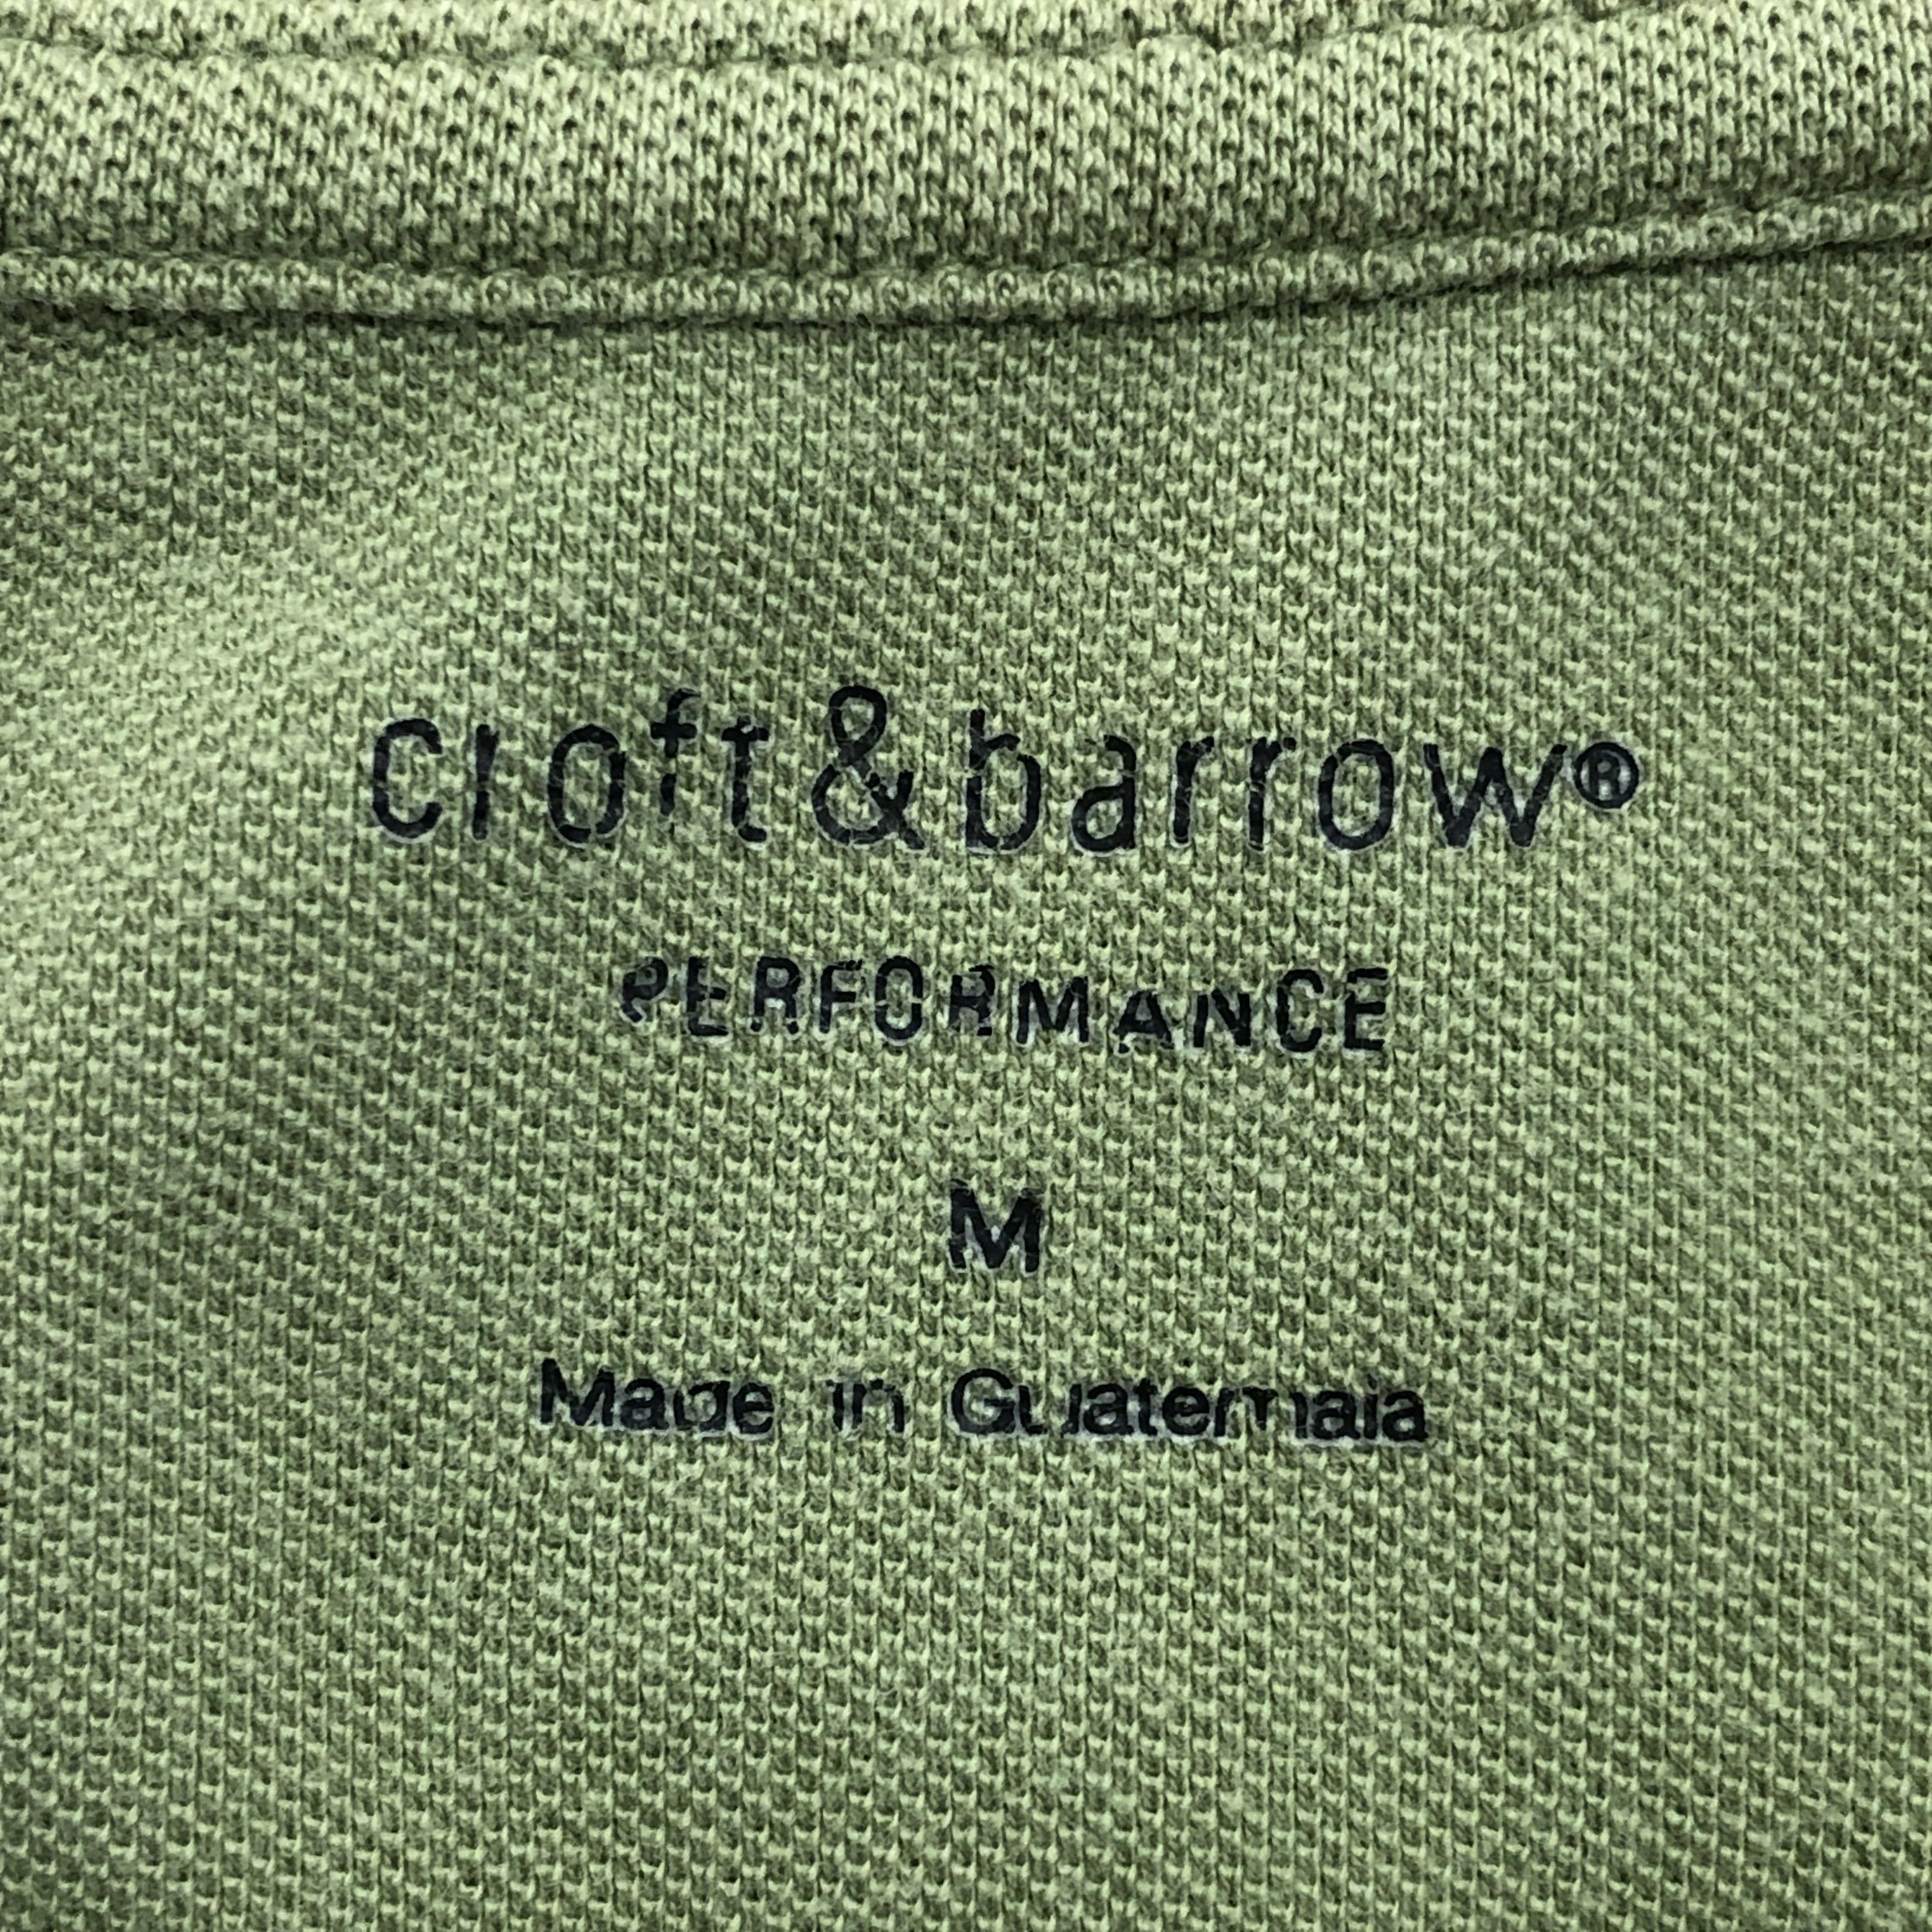 croft&barrow®
PERFORMANCE
M
Made in Guatemala